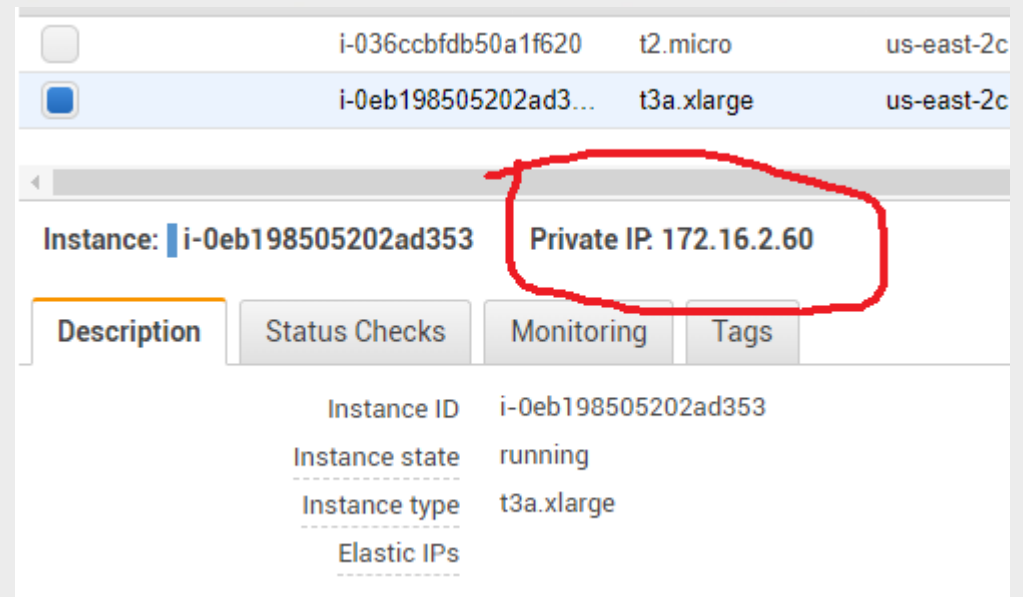 i-036ccbfdb50a1f620 t2.micro us-east-2c
i-0eb198505202ad3... t3a.xlarge us-east-2c
Instance: i-0eb198505202ad353 Private IP: 172.16.2.60
Description Status Checks Monitoring Tags
Instance ID i-0eb198505202ad353
Instance state running
Instance type t3a.xlarge
Elastic IPs